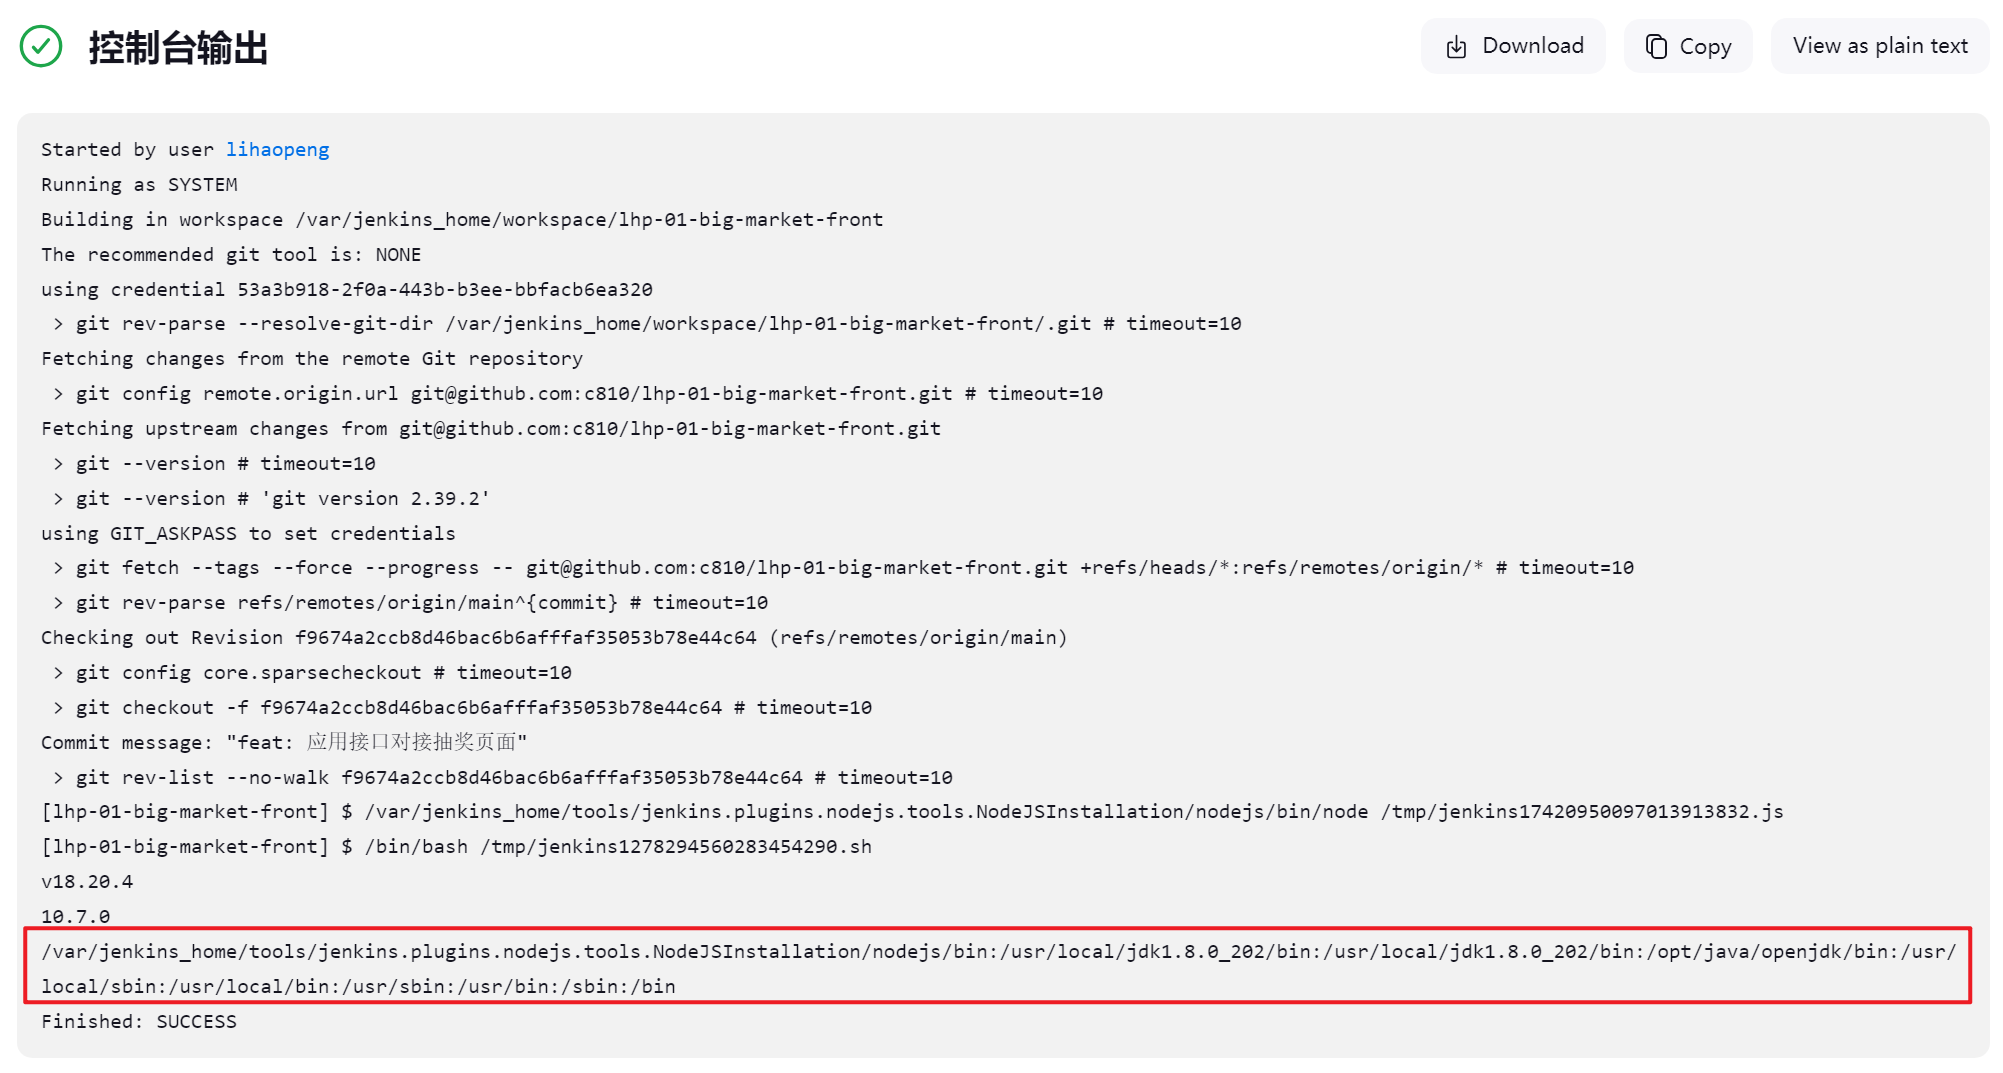 控制台输出
Download
Copy
View as plain text
Started by user lihaopeng
Running as SYSTEM
Building in workspace /var/jenkins_home/workspace/lhp-01-big-market-front
The recommended git tool is: NONE
using credential 53a3b918-2f0a-443b-b3ee-bbfacb6ea320
 > git rev-parse --resolve-git-dir /var/jenkins_home/workspace/lhp-01-big-market-front/.git # timeout=10
Fetching changes from the remote Git repository
 > git config remote.origin.url git@github.com:c810/lhp-01-big-market-front.git # timeout=10
Fetching upstream changes from git@github.com:c810/lhp-01-big-market-front.git
 > git --version # timeout=10
 > git --version # 'git version 2.39.2'
using GIT_ASKPASS to set credentials
 > git fetch --tags --force --progress -- git@github.com:c810/lhp-01-big-market-front.git +refs/heads/*:refs/remotes/origin/* # timeout=10
 > git rev-parse refs/remotes/origin/main^{commit} # timeout=10
Checking out Revision f9674a2ccb8d46bac6b6afffaf35053b78e44c64 (refs/remotes/origin/main)
 > git config core.sparsecheckout # timeout=10
 > git checkout -f f9674a2ccb8d46bac6b6afffaf35053b78e44c64 # timeout=10
Commit message: "feat: 应用接口对接抽奖页面"
 > git rev-list --no-walk f9674a2ccb8d46bac6b6afffaf35053b78e44c64 # timeout=10
[lhp-01-big-market-front] $ /var/jenkins_home/tools/jenkins.plugins.nodejs.tools.NodeJSInstallation/nodejs/bin/node /tmp/jenkins17420950097013913832.js
[lhp-01-big-market-front] $ /bin/bash /tmp/jenkins1278294560283454290.sh
v18.20.4
10.7.0
/var/jenkins_home/tools/jenkins.plugins.nodejs.tools.NodeJSInstallation/nodejs/bin:/usr/local/jdk1.8.0_202/bin:/usr/local/jdk1.8.0_202/bin:/opt/java/openjdk/bin:/usr/
local/sbin:/usr/local/bin:/usr/sbin:/usr/bin:/sbin:/bin
Finished: SUCCESS